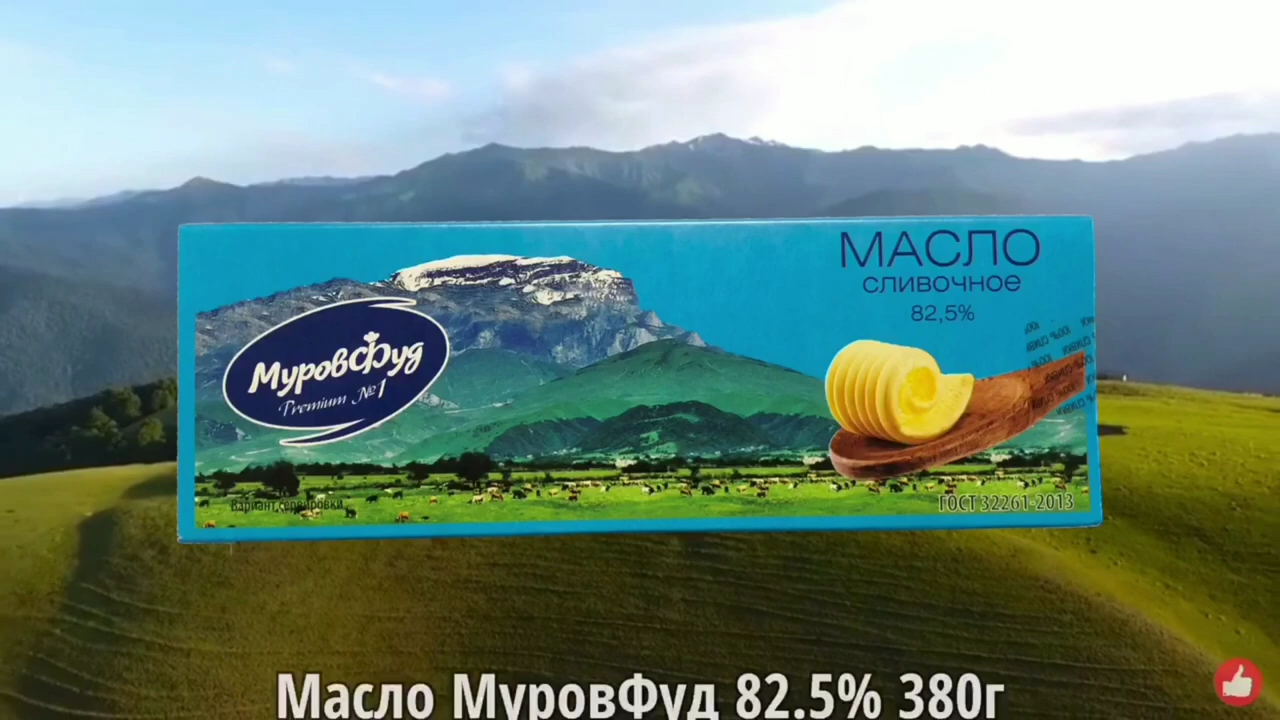 МАСЛО
сливочное
82,5%
МуровФуд
Premium №1
Вариант сервировки
ГОСТ 32261-2013
Масло МуровФуд 82.5% 380г